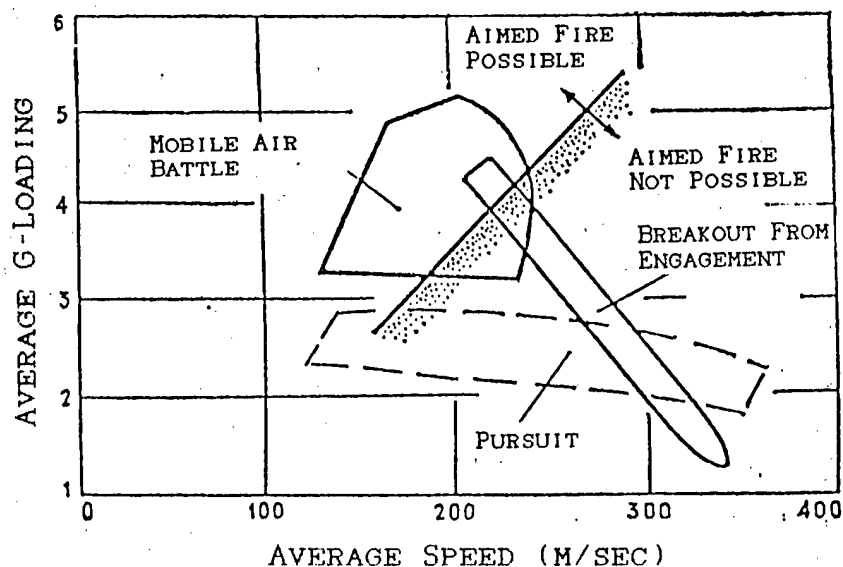 6
5
4
3
2
1
AVERAGE G-LOADING
AIMED FIRE
POSSIBLE
MOBILE AIR
BATTLE
AIMED FIRE
NOT POSSIBLE
BREAKOUT FROM
ENGAGEMENT
PURSUIT
0 100 200 300 400
AVERAGE SPEED (M/SEC)